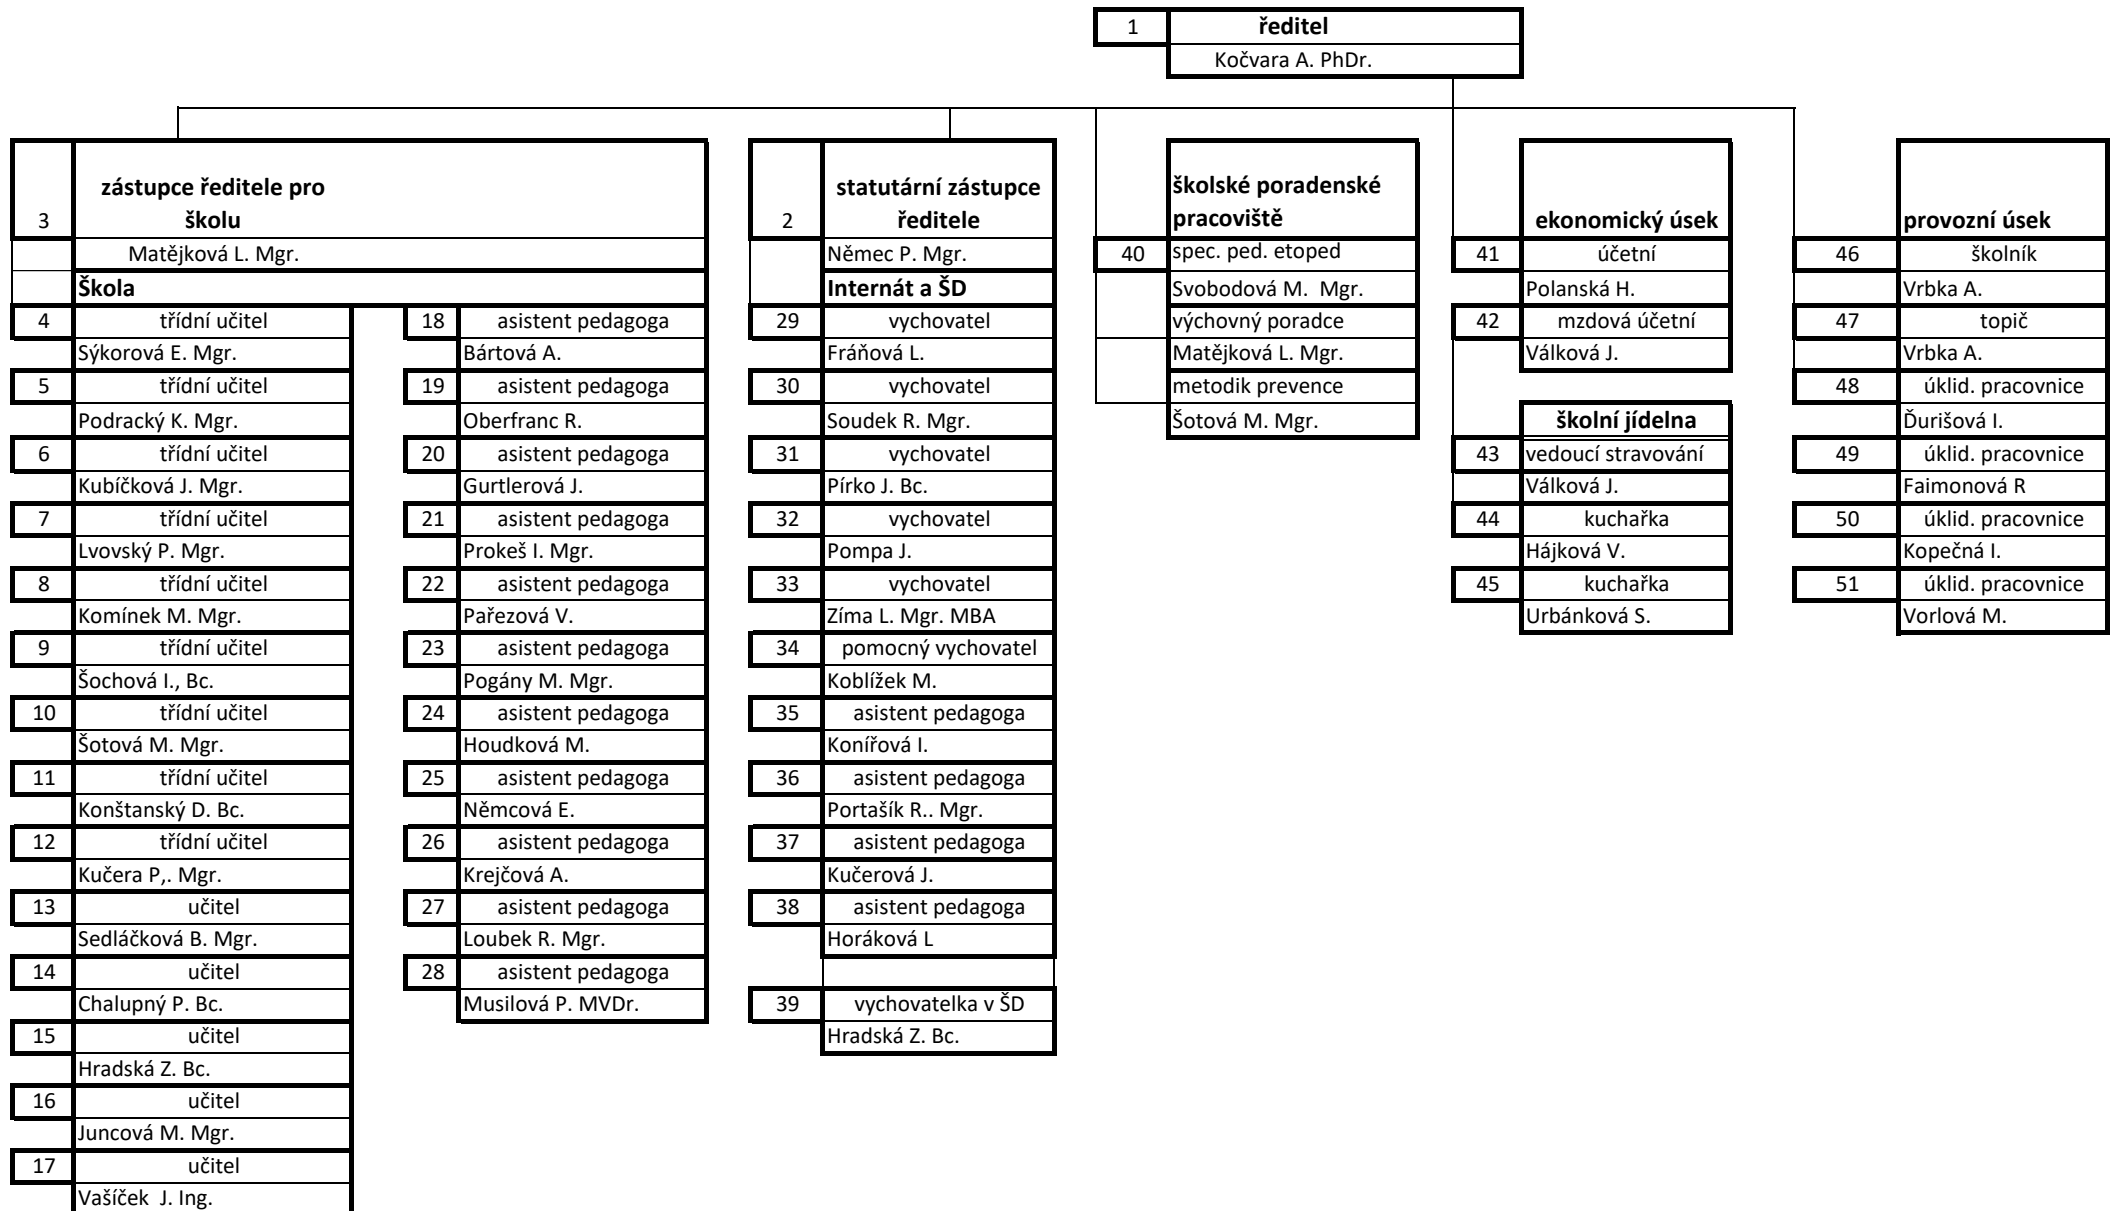 1 ředitel
Kočvara A. PhDr.
3 zástupce ředitele pro
školu
Matějková L. Mgr.
Škola
4 třídní učitel
Sýkorová E. Mgr.
5 třídní učitel
Podracký K. Mgr.
6 třídní učitel
Kubíčková J. Mgr.
7 třídní učitel
Lvovský P. Mgr.
8 třídní učitel
Komínek M. Mgr.
9 třídní učitel
Šochová I., Bc.
10 třídní učitel
Šotová M. Mgr.
11 třídní učitel
Konštanský D. Bc.
12 třídní učitel
Kučera P,. Mgr.
13 učitel
Sedláčková B. Mgr.
14 učitel
Chalupný P. Bc.
15 učitel
Hradská Z. Bc.
16 učitel
Juncová M. Mgr.
17 učitel
Vašíček J. Ing.
18 asistent pedagoga
Bártová A.
19 asistent pedagoga
Oberfranc R.
20 asistent pedagoga
Gurtlerová J.
21 asistent pedagoga
Prokeš I. Mgr.
22 asistent pedagoga
Pařezová V.
23 asistent pedagoga
Pogány M. Mgr.
24 asistent pedagoga
Houdková M.
25 asistent pedagoga
Němcová E.
26 asistent pedagoga
Krejčová A.
27 asistent pedagoga
Loubek R. Mgr.
28 asistent pedagoga
Musilová P. MVDr.
2 statutární zástupce
ředitele
Němec P. Mgr.
Internát a ŠD
29 vychovatel
Fráňová L.
30 vychovatel
Soudek R. Mgr.
31 vychovatel
Pírko J. Bc.
32 vychovatel
Pompa J.
33 vychovatel
Zíma L. Mgr. MBA
34 pomocný vychovatel
Koblížek M.
35 asistent pedagoga
Konířová I.
36 asistent pedagoga
Portašík R.. Mgr.
37 asistent pedagoga
Kučerová J.
38 asistent pedagoga
Horáková L
39 vychovatelka v ŠD
Hradská Z. Bc.
školské poradenské
pracoviště
40 spec. ped. etoped
Svobodová M. Mgr.
výchovný poradce
Matějková L. Mgr.
metodik prevence
Šotová M. Mgr.
ekonomický úsek
41 účetní
Polanská H.
42 mzdová účetní
Válková J.
školní jídelna
43 vedoucí stravování
Válková J.
44 kuchařka
Hájková V.
45 kuchařka
Urbánková S.
provozní úsek
46 školník
Vrbka A.
47 topič
Vrbka A.
48 úklid. pracovnice
Ďurišová I.
49 úklid. pracovnice
Faimonová R
50 úklid. pracovnice
Kopečná I.
51 úklid. pracovnice
Vorlová M.